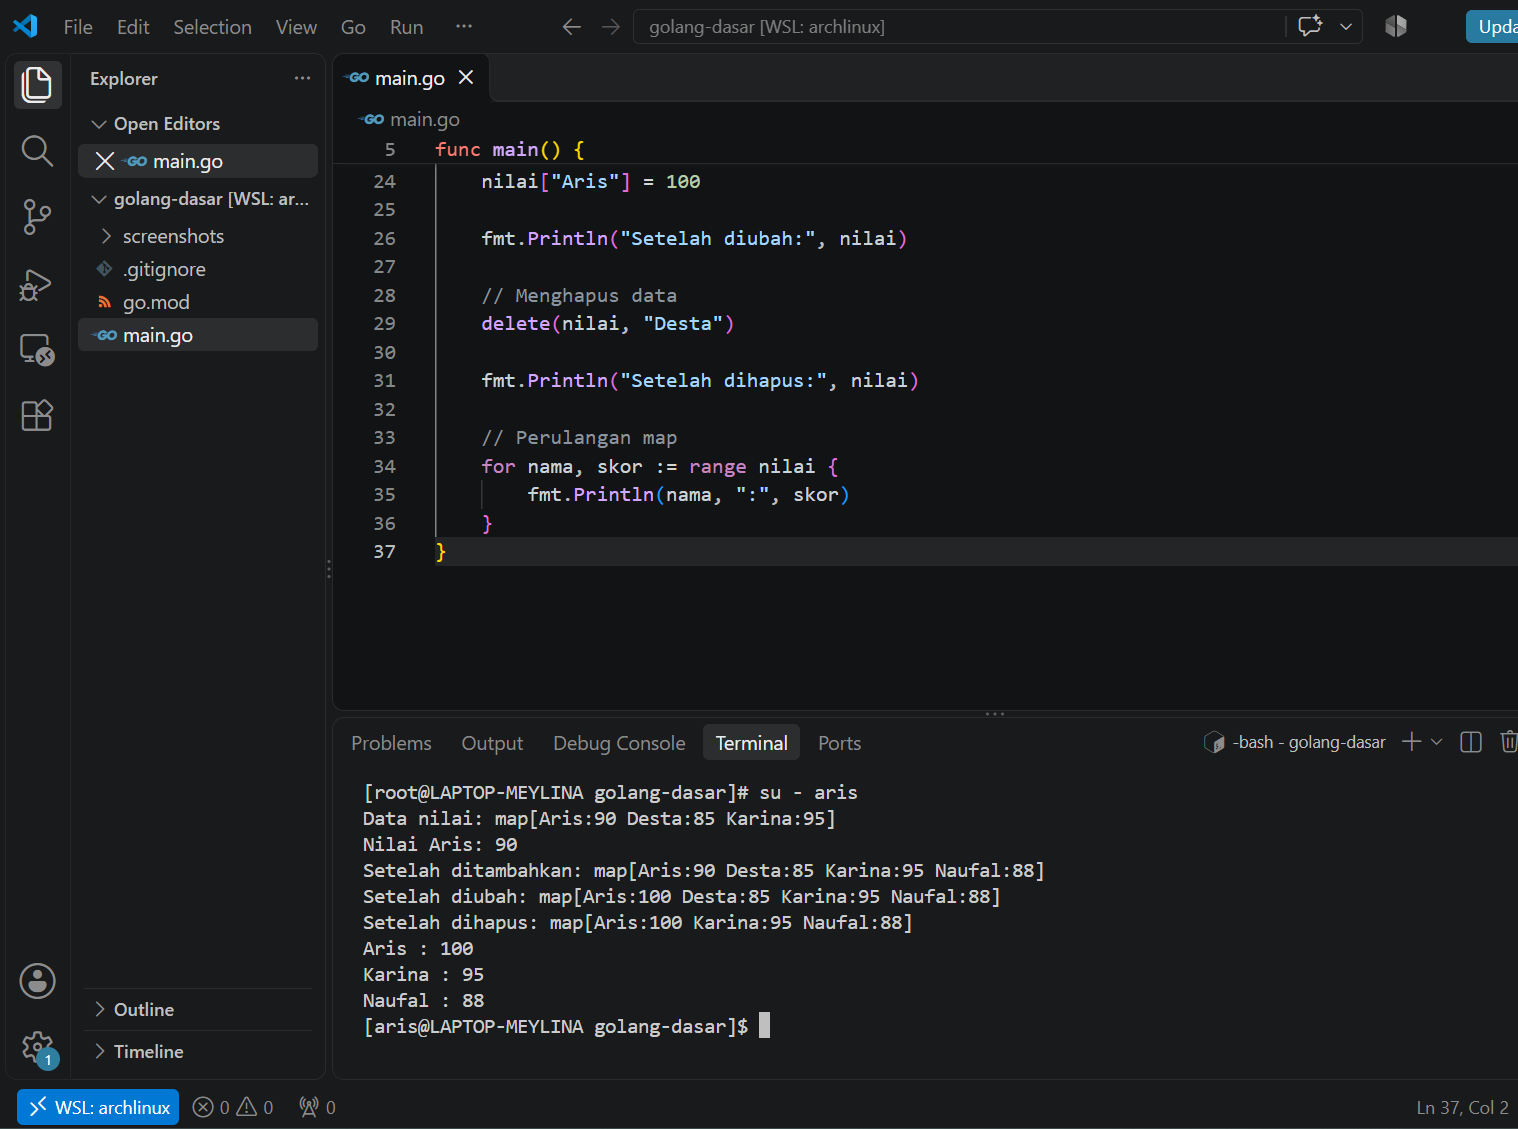 File Edit Selection View Go Run ··· golang-dasar [WSL: archlinux]
Explorer ···
Open Editors
main.go
golang-dasar [WSL: ar...
screenshots
.gitignore
go.mod
main.go
Outline
Timeline
main.go
main.go
5 func main() {
24 nilai["Aris"] = 100
25
26 fmt.Println("Setelah diubah:", nilai)
27
28 // Menghapus data
29 delete(nilai, "Desta")
30
31 fmt.Println("Setelah dihapus:", nilai)
32
33 // Perulangan map
34 for nama, skor := range nilai {
35 fmt.Println(nama, ":", skor)
36 }
37 }
Problems Output Debug Console Terminal Ports -bash - golang-dasar
[root@LAPTOP-MEYLINA golang-dasar]# su - aris
Data nilai: map[Aris:90 Desta:85 Karina:95]
Nilai Aris: 90
Setelah ditambahkan: map[Aris:90 Desta:85 Karina:95 Naufal:88]
Setelah diubah: map[Aris:100 Desta:85 Karina:95 Naufal:88]
Setelah dihapus: map[Aris:100 Karina:95 Naufal:88]
Aris : 100
Karina : 95
Naufal : 88
[aris@LAPTOP-MEYLINA golang-dasar]$
1
WSL: archlinux 0 0 0 Ln 37, Col 2